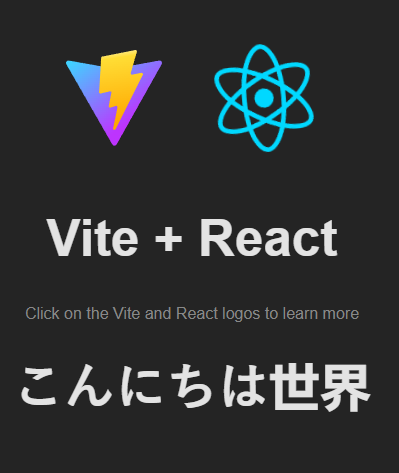 Vite + React
Click on the Vite and React logos to learn more
こんにちは世界